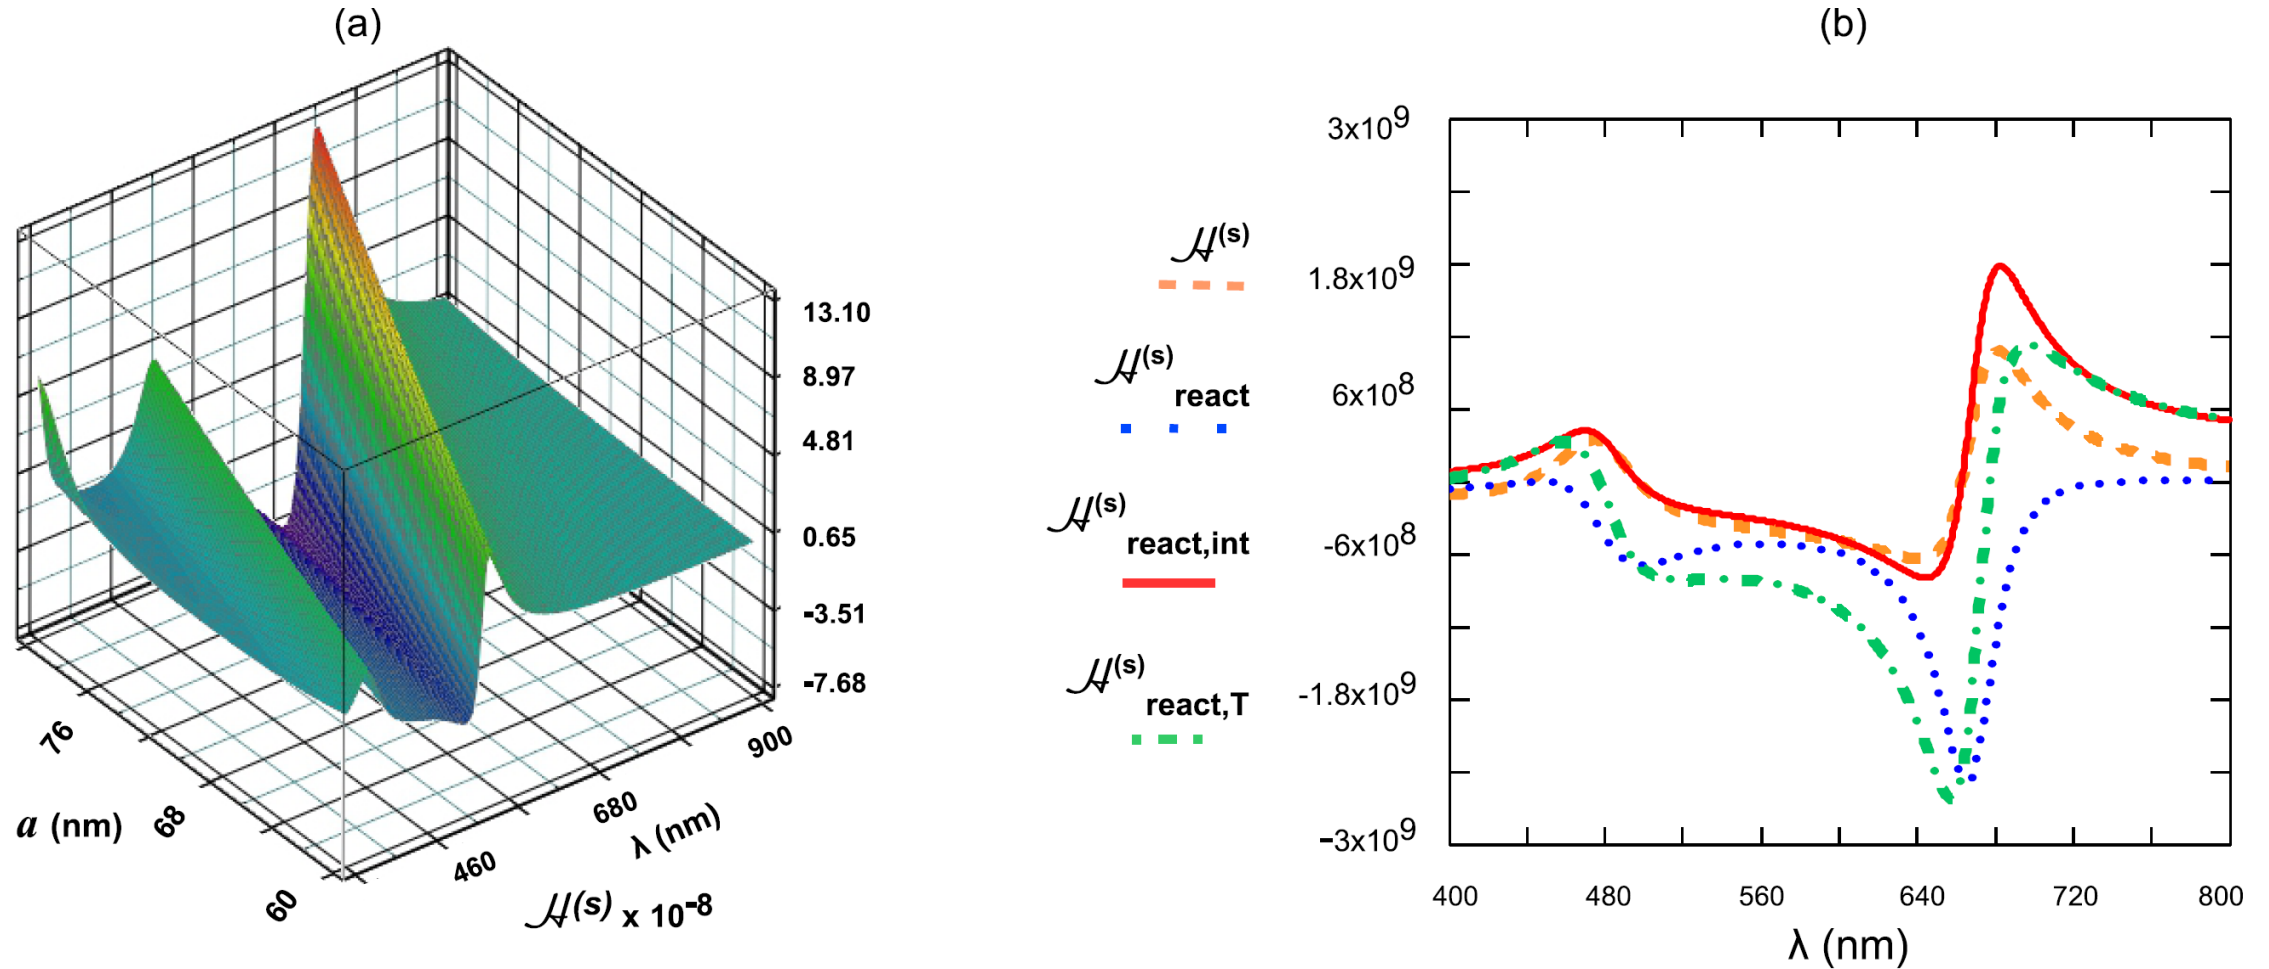 (a)
13.10
8.97
4.81
0.65
-3.51
-7.68
76
68
60
a (nm)
460
680
900
λ (nm)
ℋ(s) x 10-8
(b)
ℋ(s)
ℋ(s)
react
ℋ(s)
react,int
ℋ(s)
react,T
3x10⁹
1.8x10⁹
6x10⁸
-6x10⁸
-1.8x10⁹
−3x10⁹
400 480 560 640 720 800
λ (nm)